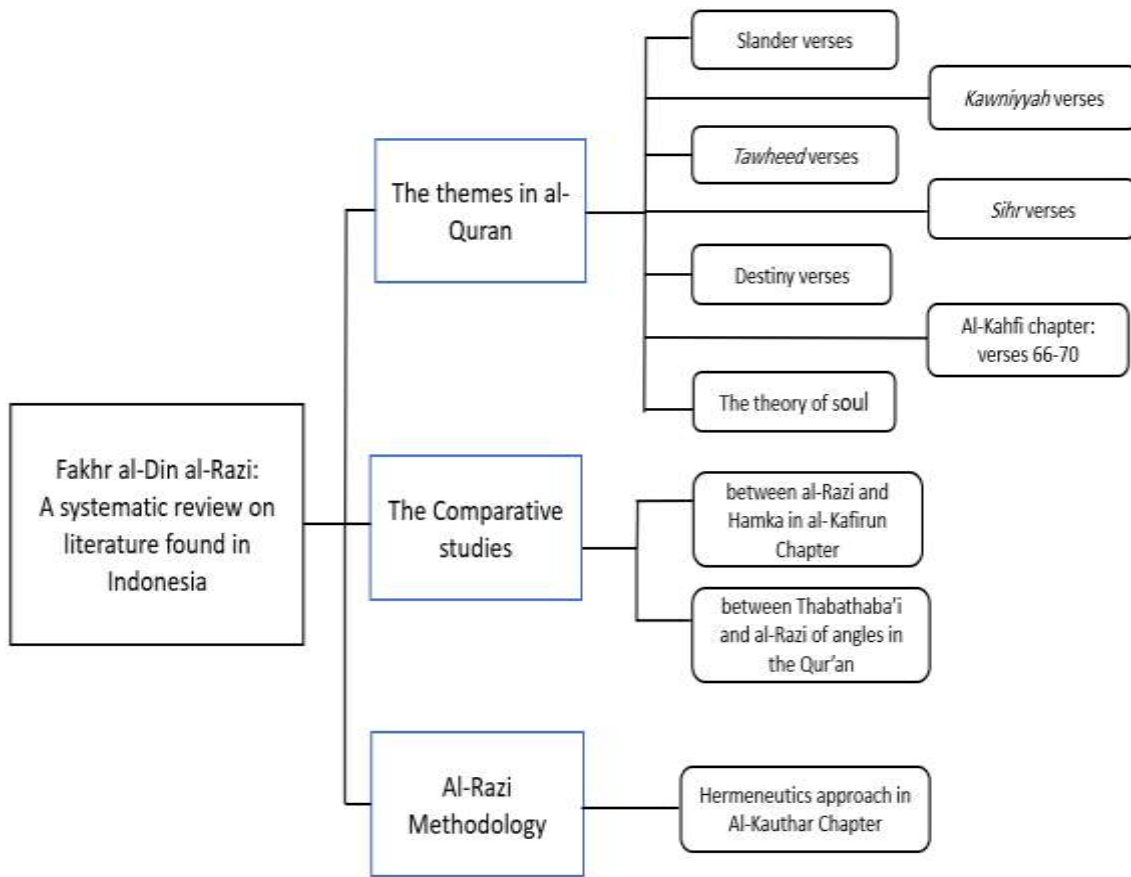 Fakhr al-Din al-Razi:
A systematic review on
literature found in
Indonesia
The themes in al-
Quran
Slander verses
Kawniyyah verses
Tawheed verses
Sihr verses
Destiny verses
Al-Kahfi chapter:
verses 66-70
The theory of soul
The Comparative
studies
between al-Razi and
Hamka in al-Kafirun
Chapter
between Thabathaba'i
and al-Razi of angles in
the Qur'an
Al-Razi
Methodology
Hermeneutics approach in
Al-Kauthar Chapter